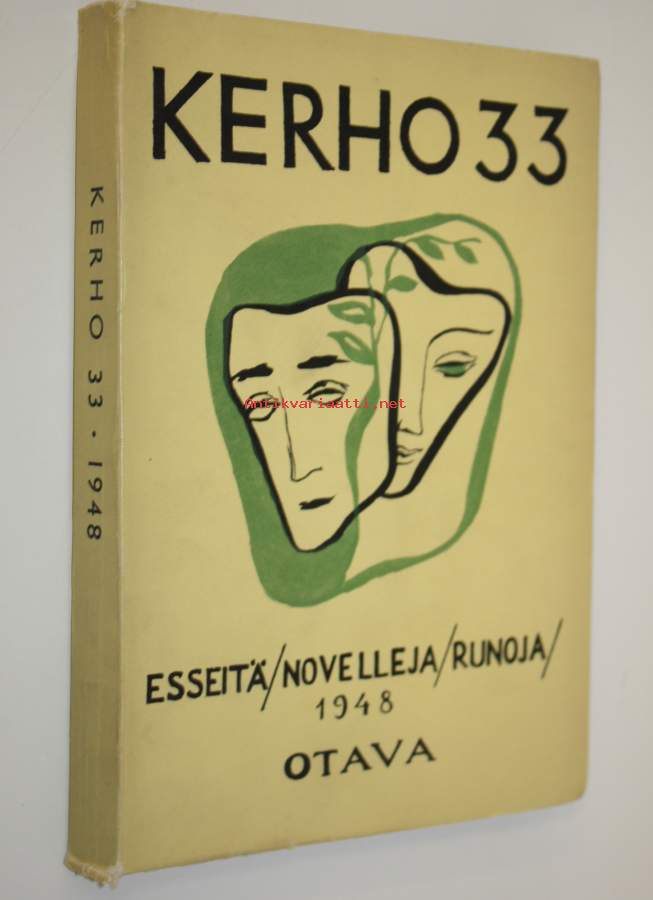 KERHO 33
KERHO 33 · 1948
Antikvariaatti.net
ESSEITÄ/NOVELLEJA/RUNOJA/
1948
OTAVA